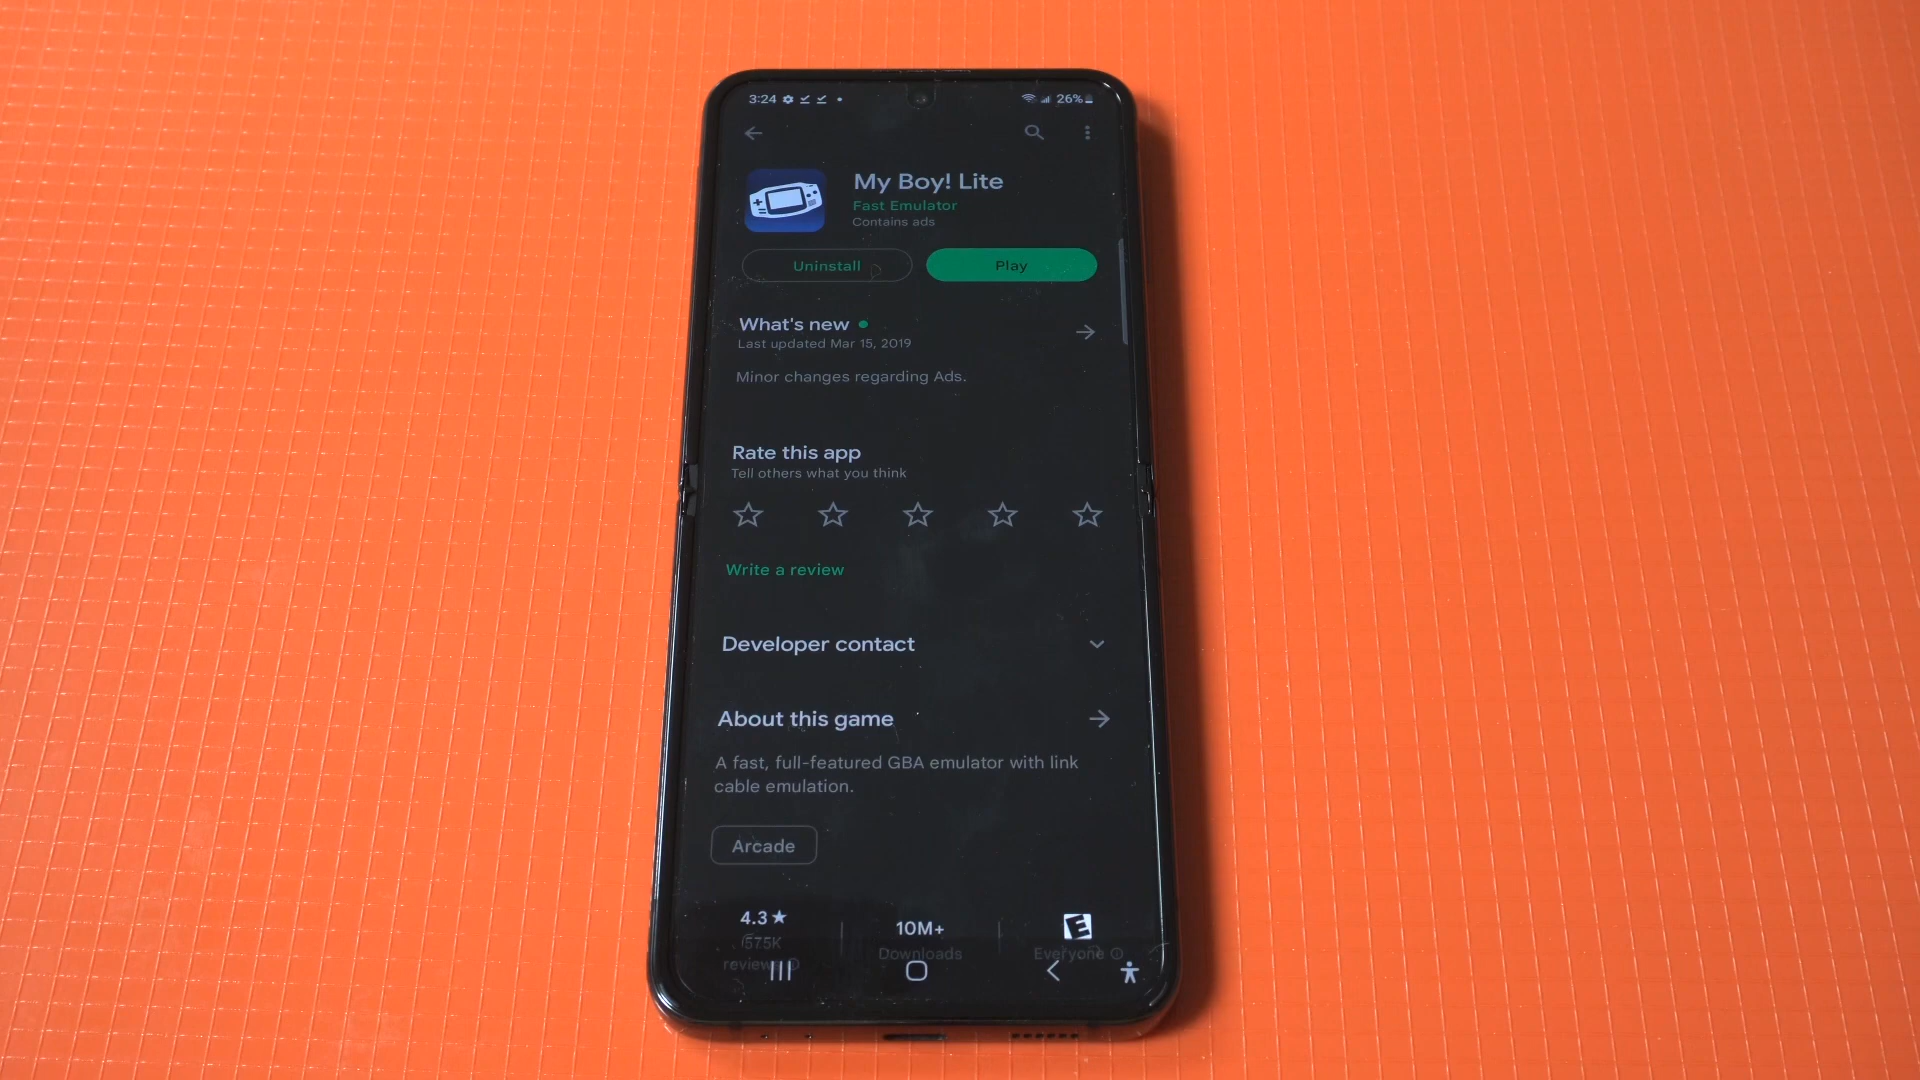 3:24
26%
My Boy! Lite
Fast Emulator
Contains ads
Uninstall
Play
What's new
Last updated Mar 15, 2019
Minor changes regarding Ads.
Rate this app
Tell others what you think
Write a review
Developer contact
About this game
A fast, full-featured GBA emulator with link
cable emulation.
Arcade
4.3★
10M+
E
575K
Downloads
Everyone
reviews